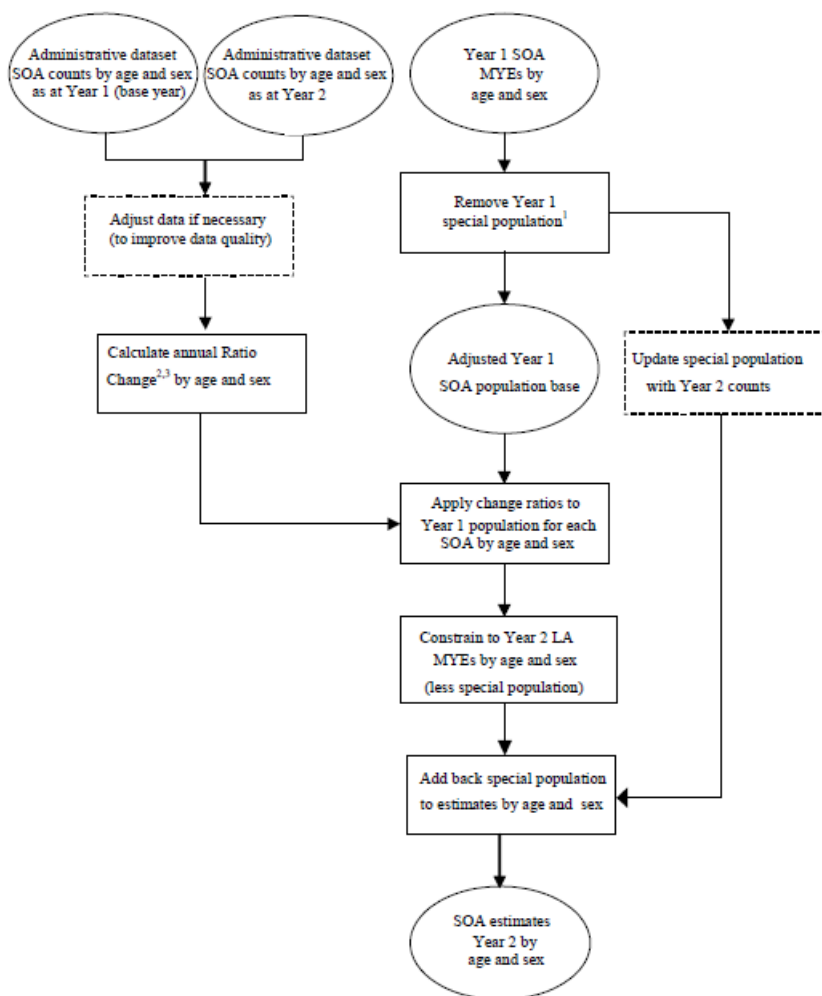 Administrative dataset
SOA counts by age and sex
as at Year 1 (base year)
Administrative dataset
SOA counts by age and sex
as at Year 2
Year 1 SOA
MYEs by
age and sex
Adjust data if necessary
(to improve data quality)
Remove Year 1
special population¹
Calculate annual Ratio
Change²,³ by age and sex
Adjusted Year 1
SOA population base
Update special population
with Year 2 counts
Apply change ratios to
Year 1 population for each
SOA by age and sex
Constrain to Year 2 LA
MYEs by age and sex
(less special population)
Add back special population
to estimates by age and sex
SOA estimates
Year 2 by
age and sex